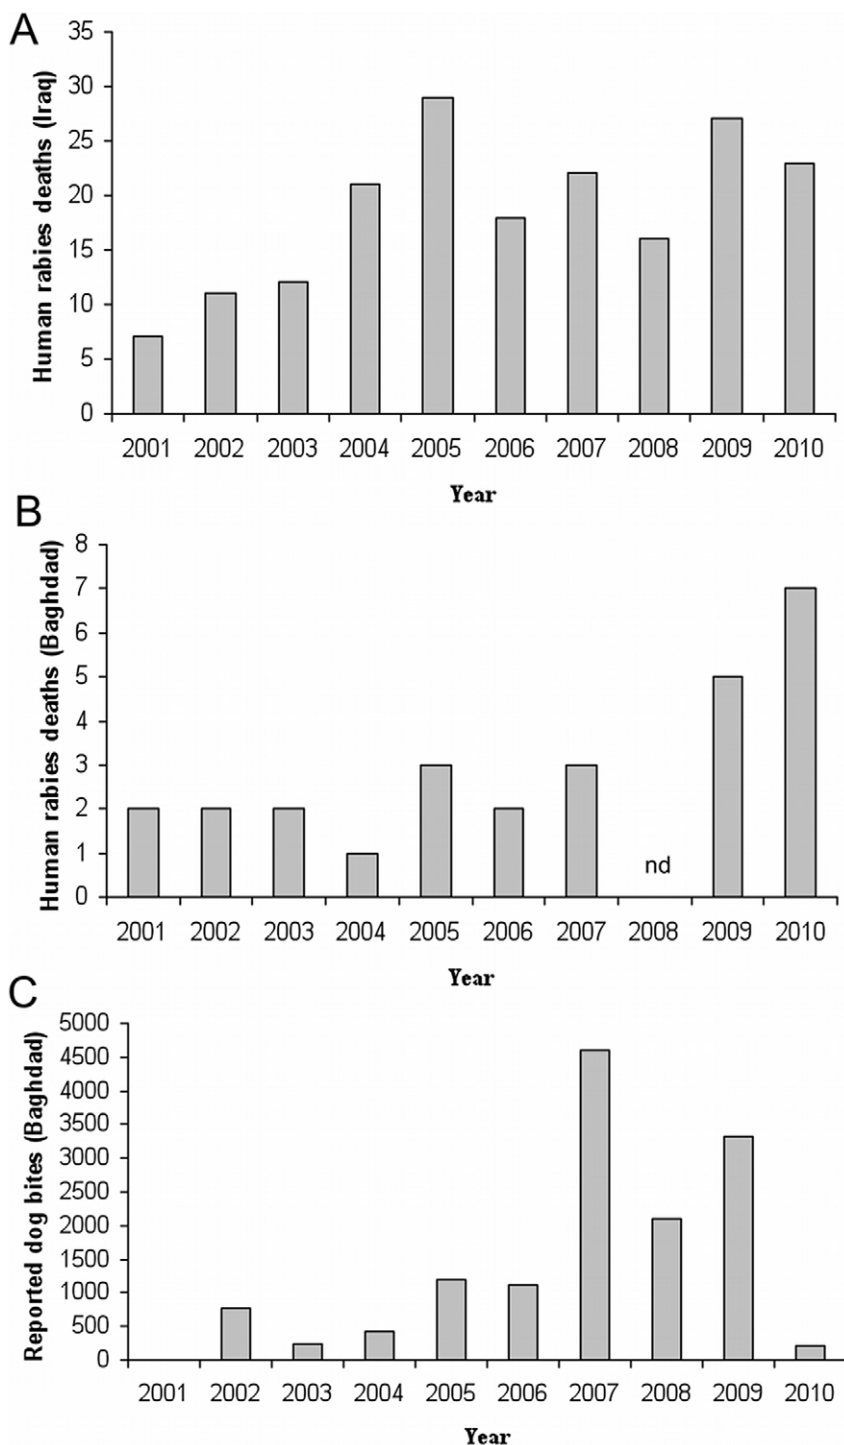 A
Human rabies deaths (Iraq)
35
30
25
20
15
10
5
0
2001 2002 2003 2004 2005 2006 2007 2008 2009 2010
Year
B
Human rabies deaths (Baghdad)
8
7
6
5
4
3
2
1
0
nd
2001 2002 2003 2004 2005 2006 2007 2008 2009 2010
Year
C
Reported dog bites (Baghdad)
5000
4500
4000
3500
3000
2500
2000
1500
1000
500
0
2001 2002 2003 2004 2005 2006 2007 2008 2009 2010
Year